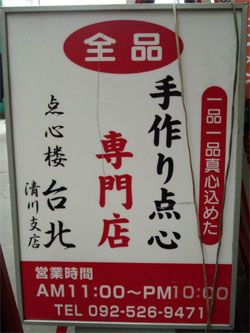 全品
一品一品真心込めた
手作り点心
専門店
点心楼 台北
清川支店
営業時間
AM11:00〜PM10:00
TEL 092-526-9471